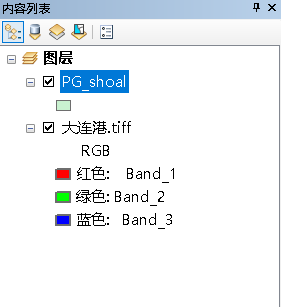 内容列表
图层
PG_shoal
大连港.tiff
RGB
红色: Band_1
绿色: Band_2
蓝色: Band_3